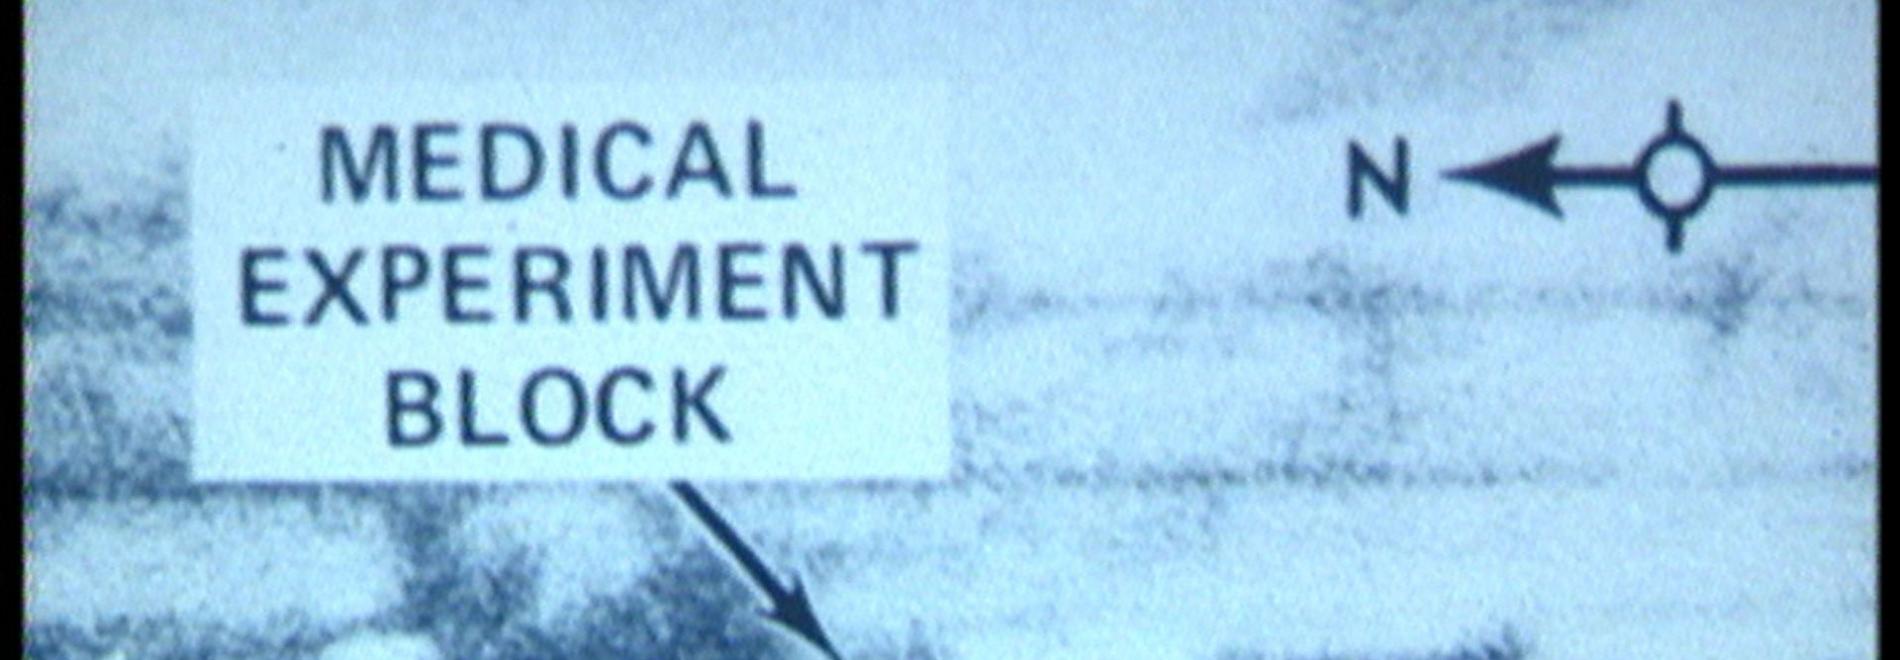 MEDICAL
EXPERIMENT
BLOCK
N